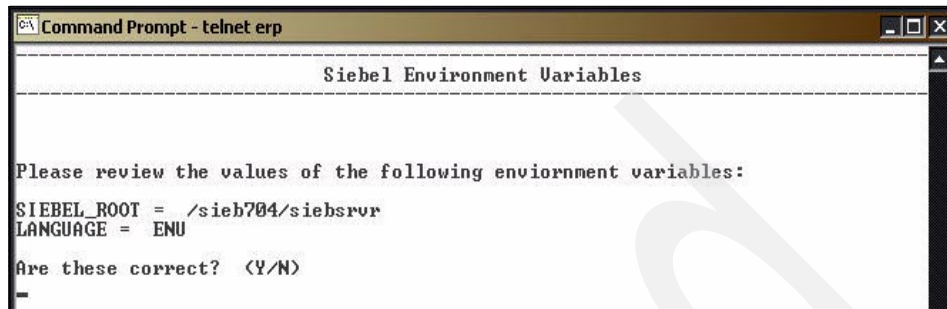 Command Prompt - telnet erp
Siebel Environment Variables
Please review the values of the following enviornment variables:
SIEBEL_ROOT = /sieb704/siebsrvr
LANGUAGE = ENU
Are these correct? (Y/N)